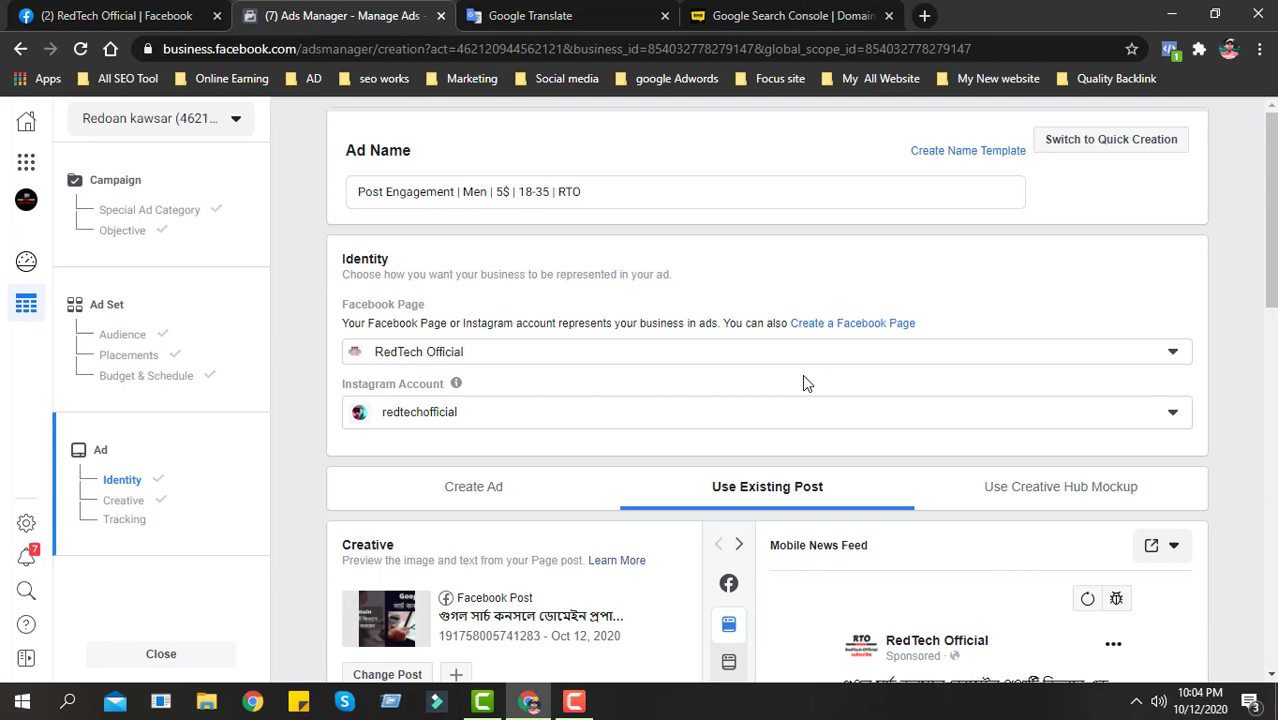 (2) RedTech Official | Facebook
(7) Ads Manager - Manage Ads -
Google Translate
Google Search Console | Domain
business.facebook.com/adsmanager/creation?act=462120944562121&business_id=854032778279147&global_scope_id=854032778279147
1
Apps
All SEO Tool
Online Earning
AD
seo works
Marketing
Social media
google Adwords
Focus site
My All Website
My New website
Quality Backlink
Redoan kawsar (4621...
Campaign
Special Ad Category
Objective
Ad Set
Audience
Placements
Budget & Schedule
Ad
Identity
Creative
Tracking
7
Close
Ad Name
Create Name Template
Switch to Quick Creation
Post Engagement | Men | 5$ | 18-35 | RTO
Identity
Choose how you want your business to be represented in your ad.
Facebook Page
Your Facebook Page or Instagram account represents your business in ads. You can also Create a Facebook Page
RedTech Official
Instagram Account
redtechofficial
Create Ad
Use Existing Post
Use Creative Hub Mockup
Creative
Preview the image and text from your Page post. Learn More
Facebook Post
গুগল সার্চ কনসলে ডোমেইন প্রপা...
191758005741283 - Oct 12, 2020
Change Post
Mobile News Feed
RTO
RedTech Official
Sponsored
10:04 PM
10/12/2020
3